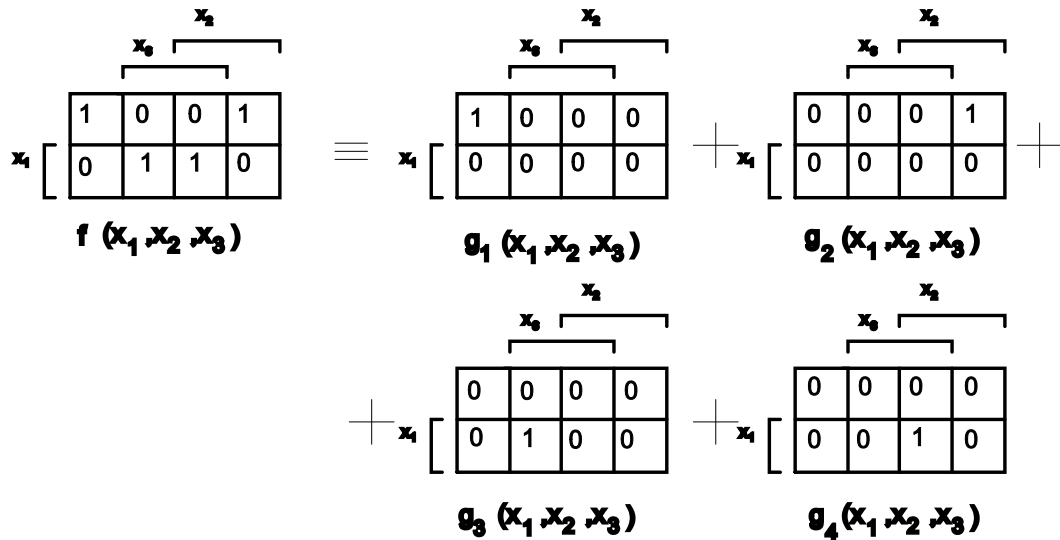 x₂ x₂ x₂
x₃ x₃ x₃
1 0 0 1 1 0 0 0 0 0 0 1
x₁ 0 1 1 0 ≡ x₁ 0 0 0 0 + x₁ 0 0 0 0 +
f (x₁ ,x₂ ,x₃ ) g₁ (x₁ ,x₂ ,x₃ ) g₂ (x₁ ,x₂ ,x₃ )
x₂ x₂
x₃ x₃
0 0 0 0 0 0 0 0
+ x₁ 0 1 0 0 + x₁ 0 0 1 0
g₃ (x₁ ,x₂ ,x₃ ) g₄ (x₁ ,x₂ ,x₃ )